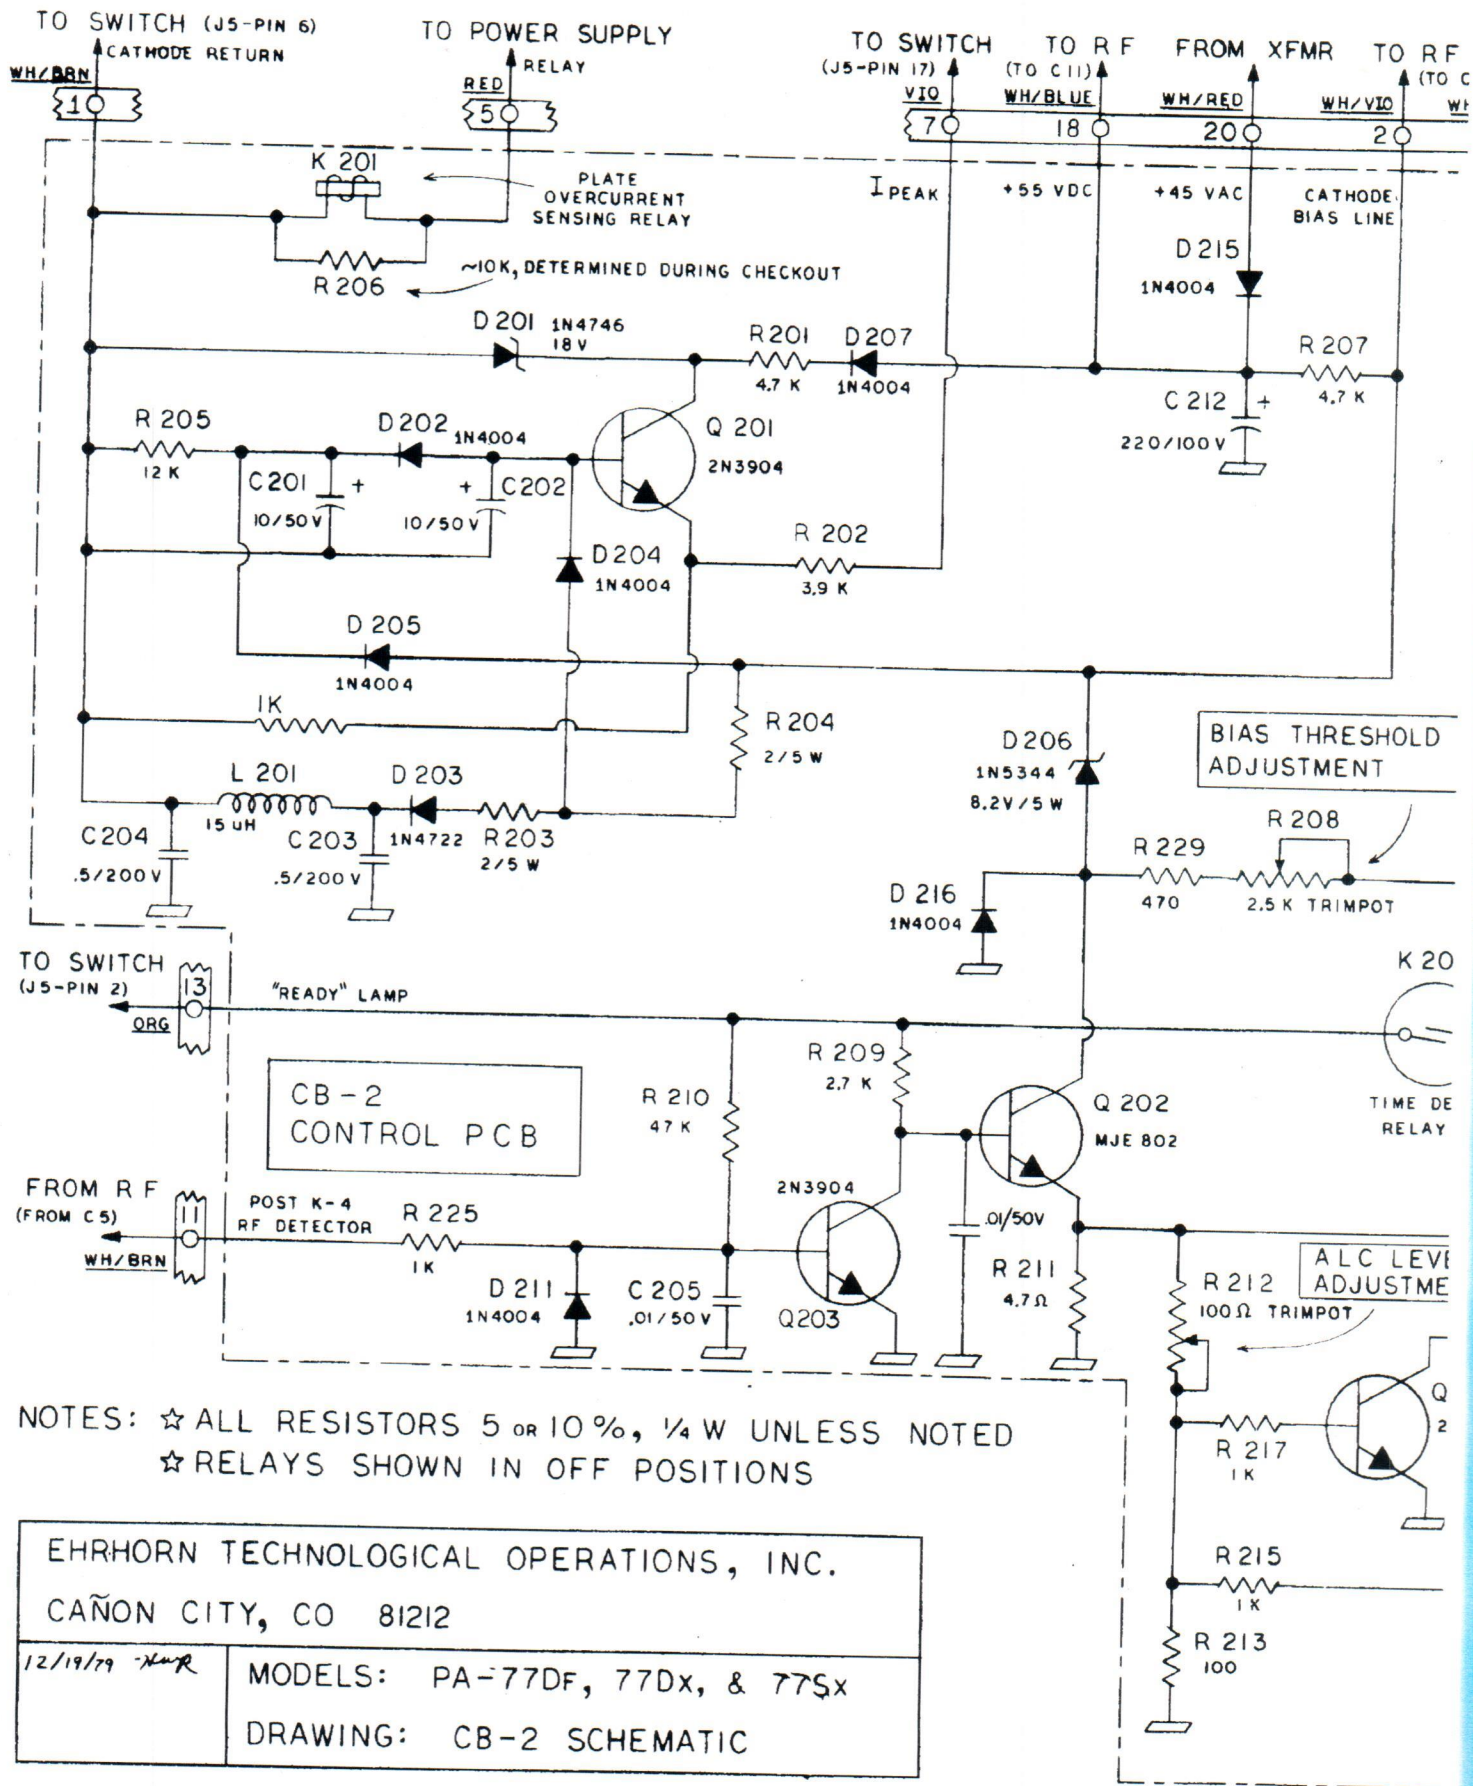 TO SWITCH (J5-PIN 6)
CATHODE RETURN
WH/BRN
1
TO POWER SUPPLY
RELAY
RED
5
TO SWITCH
(J5-PIN 17)
VIO
7
TO RF
(TO C11)
WH/BLUE
18
FROM XFMR
WH/RED
20
TO RF
(TO C
WH/VIO
2
K 201
PLATE
OVERCURRENT
SENSING RELAY
I PEAK
+55 VDC
+45 VAC
CATHODE
BIAS LINE
R 206
~10K, DETERMINED DURING CHECKOUT
D 215
1N4004
D 201 1N4746
18 V
R 201
4.7 K
D 207
1N4004
R 207
4.7 K
C 212 +
220/100 V
R 205
12 K
D 202
1N4004
Q 201
2N3904
C 201 +
10/50 V
+ C 202
10/50 V
D 204
1N4004
R 202
3.9 K
D 205
1N4004
1K
R 204
2/5 W
D 206
1N5344
8.2V/5 W
BIAS THRESHOLD
ADJUSTMENT
L 201
15 uH
D 203
1N4722
R 203
2/5 W
C 204
.5/200 V
C 203
.5/200 V
R 208
2.5 K TRIMPOT
R 229
470
D 216
1N4004
TO SWITCH
(J5-PIN 2)
13
ORG
"READY" LAMP
K 20
TIME DE
RELAY
CB-2
CONTROL PCB
R 210
47 K
R 209
2.7 K
Q 202
MJE 802
FROM RF
(FROM C5)
11
WH/BRN
POST K-4
RF DETECTOR
R 225
1K
2N3904
Q203
.01/50V
D 211
1N4004
C 205
.01/50 V
R 211
4.7Ω
R 212
100Ω TRIMPOT
ALC LEVE
ADJUSTME
R 217
1 K
Q
2
R 215
1 K
R 213
100
NOTES: ☆ ALL RESISTORS 5 OR 10 %, 1/4 W UNLESS NOTED
☆ RELAYS SHOWN IN OFF POSITIONS
EHRHORN TECHNOLOGICAL OPERATIONS, INC.
CAÑON CITY, CO 81212
12/19/79
MODELS: PA-77DF, 77DX, & 77SX
DRAWING: CB-2 SCHEMATIC